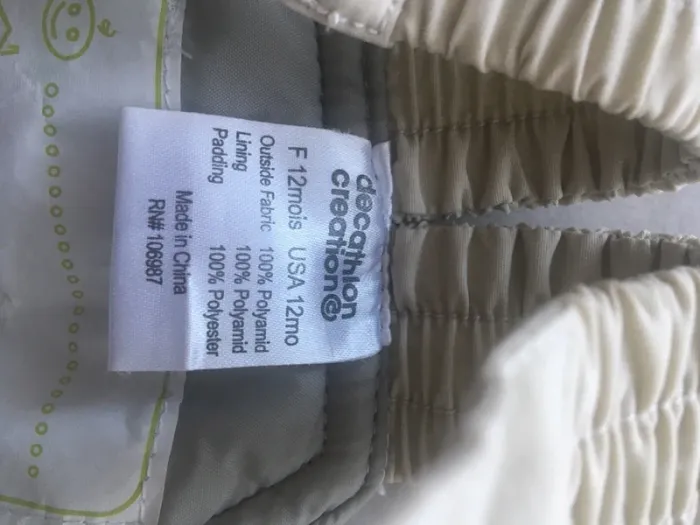 decathlon
creation®
F 12mois USA 12mo
Outside Fabric 100% Polyamid
Lining 100% Polyamid
Padding 100% Polyester
Made in China
RN# 106987